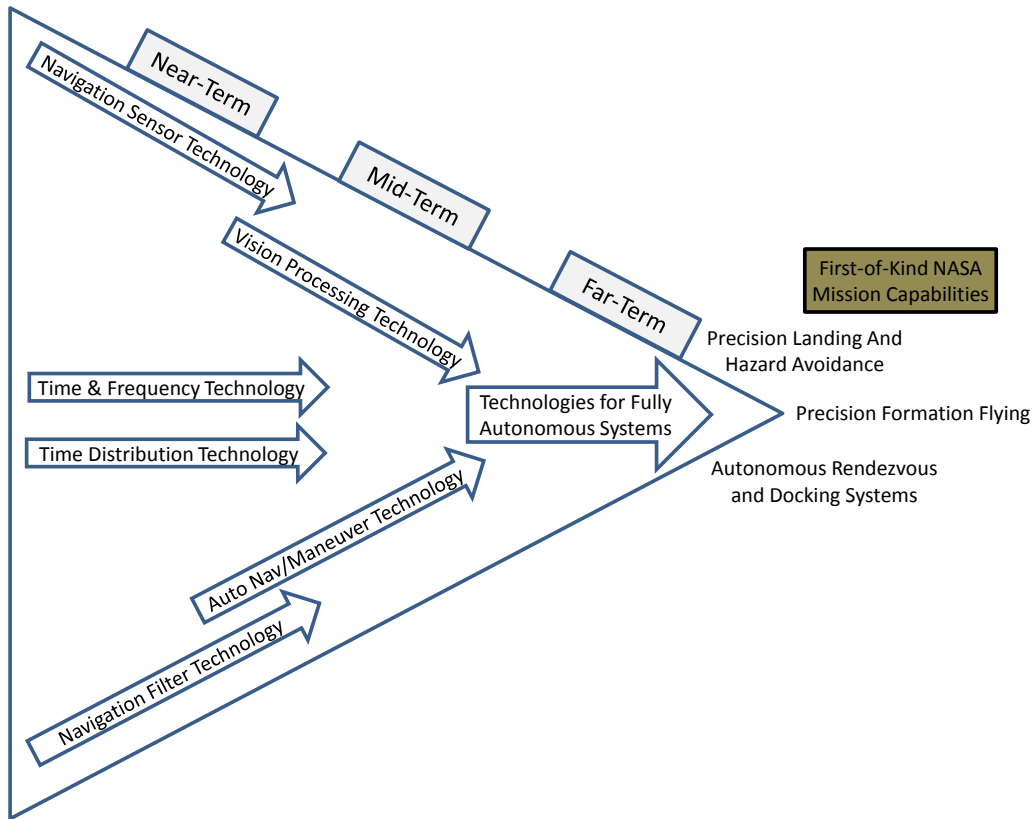 Near-Term
Navigation Sensor Technology
Mid-Term
Vision Processing Technology
Far-Term
First-of-Kind NASA
Mission Capabilities
Precision Landing And
Hazard Avoidance
Time & Frequency Technology
Technologies for Fully
Autonomous Systems
Precision Formation Flying
Time Distribution Technology
Autonomous Rendezvous
and Docking Systems
Auto Nav/Maneuver Technology
Navigation Filter Technology